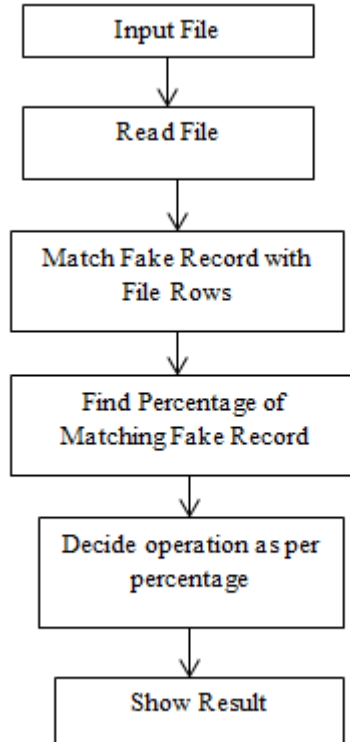 Input File
Read File
Match Fake Record with
File Rows
Find Percentage of
Matching Fake Record
Decide operation as per
percentage
Show Result